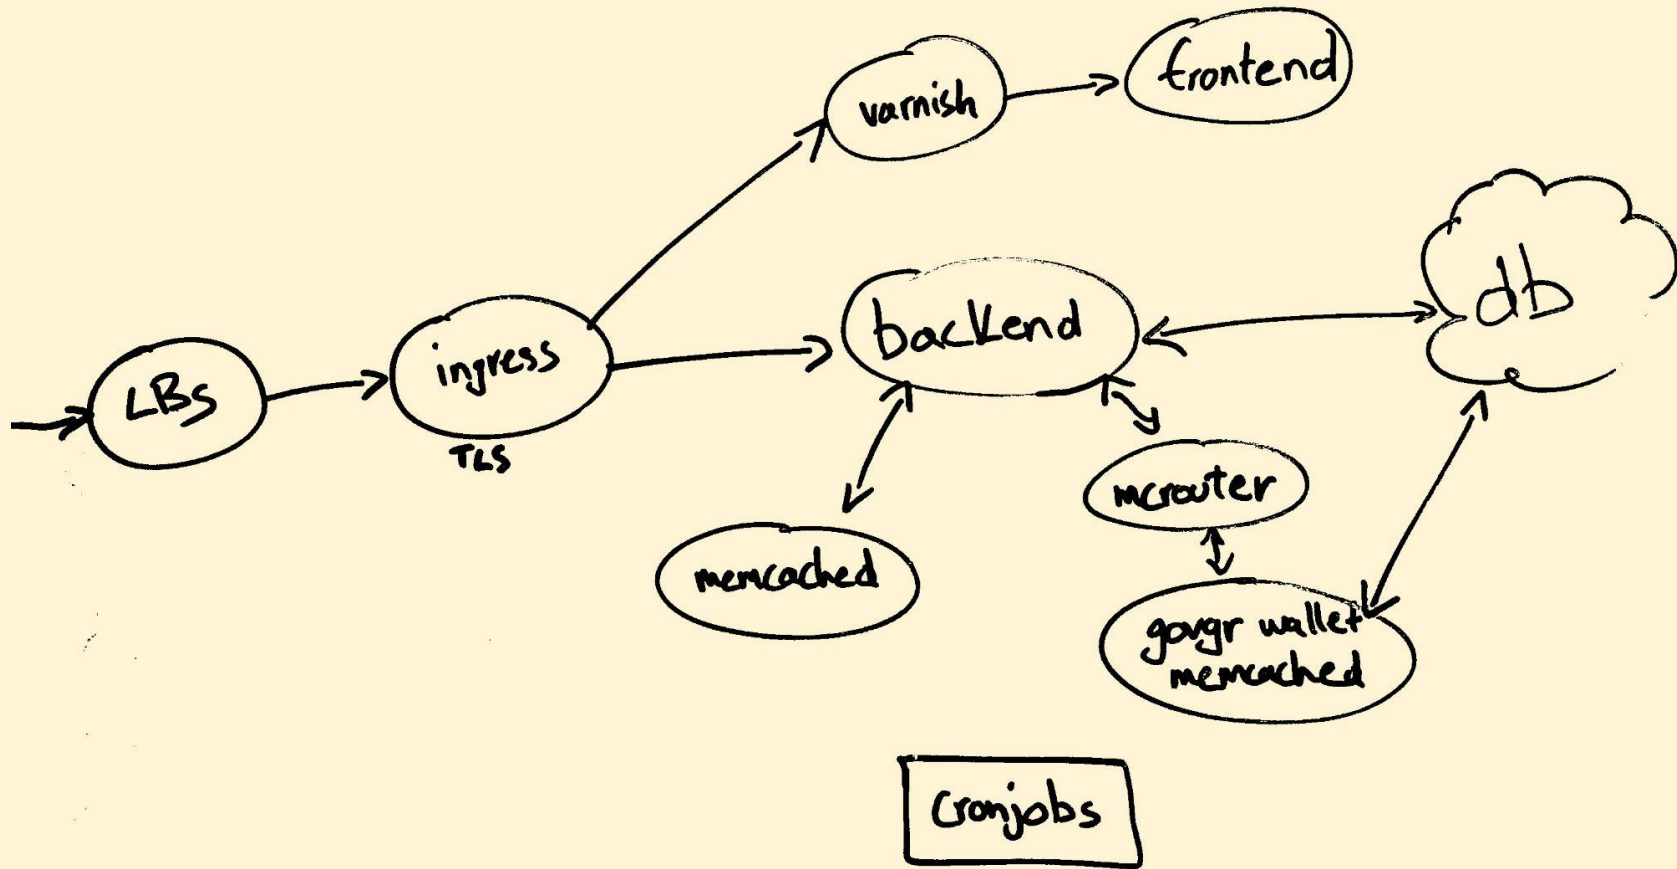 frontend
varnish
db
backend
ingress
LBs
TLS
mcrouter
memcached
govgr wallet
memcached
cronjobs